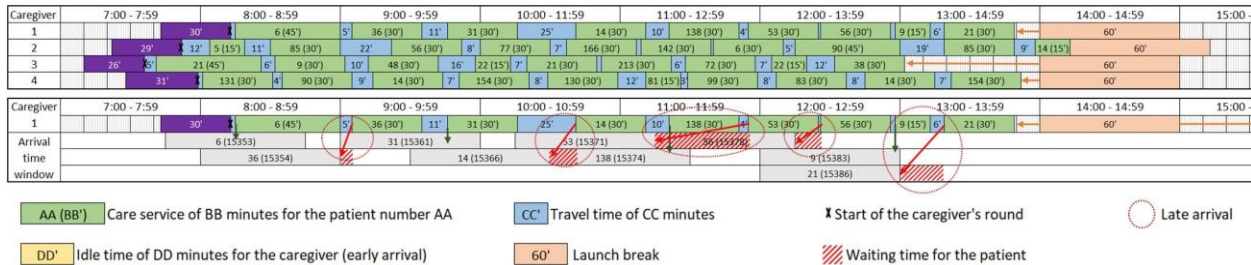 Caregiver 7:00 - 7:59 8:00 - 8:59 9:00 - 9:59 10:00 - 10:59 11:00 - 11:59 12:00 - 12:59 13:00 - 13:59 14:00 - 14:59 15:00 -
1 30' 6 (45') 5' 36 (30') 11' 31 (30') 25' 14 (30') 10' 138 (30') 4' 53 (30') 56 (30') 9 (15') 6' 21 (30') 60'
2 29' 12' 5 (15') 11' 85 (30') 22' 56 (30') 8' 77 (30') 7' 166 (30') 142 (30') 6 (30') 5' 90 (45') 19' 85 (30') 9' 14 (15') 60'
3 26' 5' 21 (45') 6' 9 (30') 10' 48 (30') 16' 22 (15') 7' 21 (30') 213 (30') 6' 72 (30') 7' 22 (15') 12' 38 (30') 60'
4 31' 131 (30') 4' 90 (30') 9' 14 (30') 7' 154 (30') 8' 130 (30') 12' 81 (15') 3' 99 (30') 8' 83 (30') 8' 14 (30') 7' 154 (30') 60'
Caregiver 7:00 - 7:59 8:00 - 8:59 9:00 - 9:59 10:00 - 10:59 11:00 - 11:59 12:00 - 12:59 13:00 - 13:59 14:00 - 14:59 15:00 -
1 30' 6 (45') 5' 36 (30') 11' 31 (30') 25' 14 (30') 10' 138 (30') 4' 53 (30') 56 (30') 9 (15') 6' 21 (30') 60'
Arrival 6 (15353) 31 (15361) 53 (15371) 56 (15378)
time 36 (15354) 14 (15366) 138 (15374) 9 (15383)
window 21 (15386)
AA (BB') Care service of BB minutes for the patient number AA CC' Travel time of CC minutes Start of the caregiver's round Late arrival
DD' Idle time of DD minutes for the caregiver (early arrival) 60' Launch break Waiting time for the patient